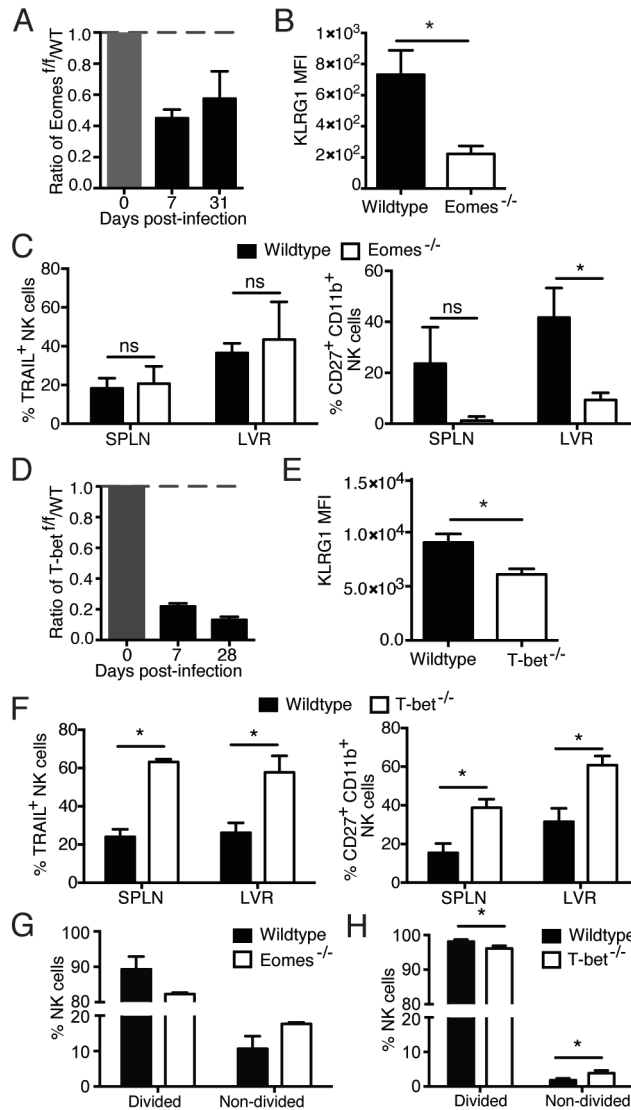 A
Ratio of Eomes f/f/WT
1.0
0.8
0.6
0.4
0.2
0.0
0 7 31
Days post-infection
B
KLRG1 MFI
1×10³
8×10²
6×10²
4×10²
2×10²
0
*
Wildtype Eomes -/-
C
Wildtype Eomes -/-
% TRAIL+ NK cells
80
60
40
20
0
ns
ns
SPLN LVR
% CD27+ CD11b+
NK cells
60
40
20
0
ns
*
SPLN LVR
D
Ratio of T-bet f/f/WT
1.0
0.8
0.6
0.4
0.2
0.0
0 7 28
Days post-infection
E
KLRG1 MFI
1.5×10⁴
1.0×10⁴
5.0×10³
0.0
*
Wildtype T-bet -/-
F
Wildtype T-bet -/-
% TRAIL+ NK cells
80
60
40
20
0
*
*
SPLN LVR
% CD27+ CD11b+
NK cells
80
60
40
20
0
*
*
SPLN LVR
G
Wildtype
Eomes -/-
% NK cells
100
90
80
20
10
0
Divided Non-divided
H
Wildtype
T-bet -/-
% NK cells
100
90
80
20
10
0
*
*
Divided Non-divided